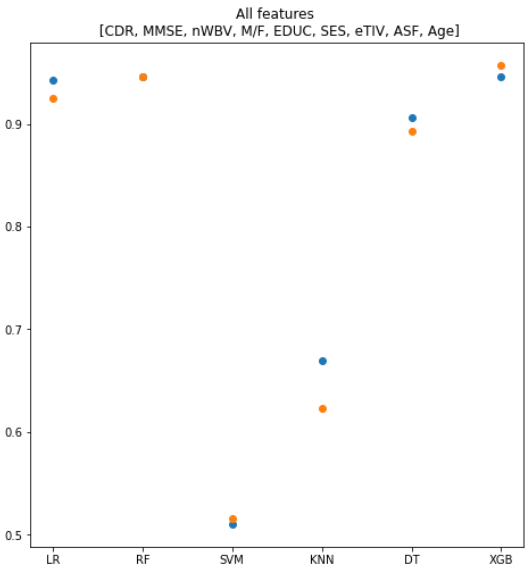 All features
[CDR, MMSE, nWBV, M/F, EDUC, SES, eTIV, ASF, Age]
0.9
0.8
0.7
0.6
0.5
LR RF SVM KNN DT XGB